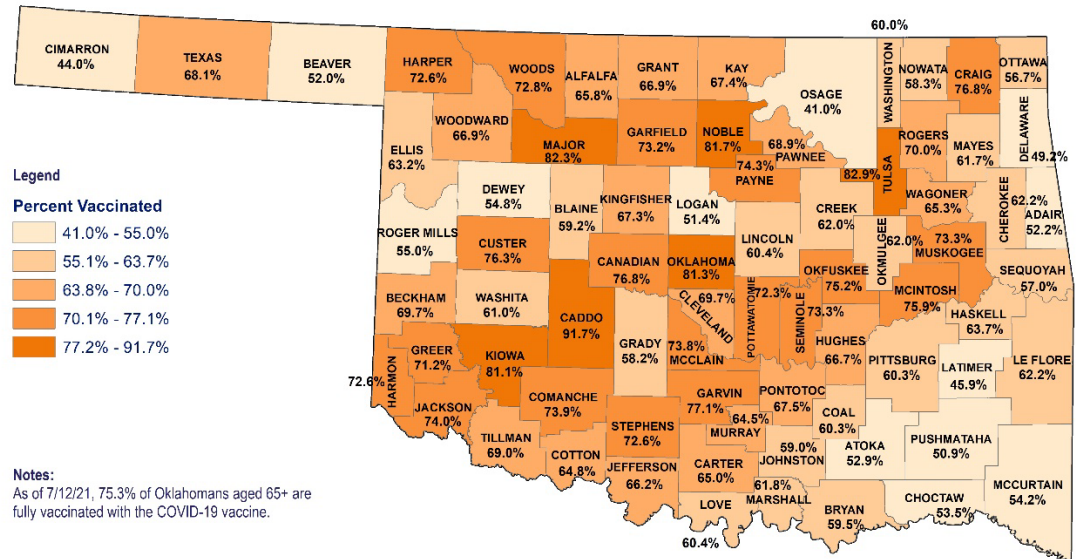 60.0%
CIMARRON
44.0%
TEXAS
68.1%
BEAVER
52.0%
HARPER
72.6%
WOODS
72.8%
ALFALFA
65.8%
GRANT
66.9%
KAY
67.4%
OSAGE
41.0%
WASHINGTON
NOWATA
58.3%
CRAIG
76.8%
OTTAWA
56.7%
WOODWARD
66.9%
ELLIS
63.2%
MAJOR
82.3%
GARFIELD
73.2%
NOBLE
81.7%
68.9%
PAWNEE
74.3%
PAYNE
82.9%
TULSA
ROGERS
70.0%
MAYES
61.7%
DELAWARE
49.2%
DEWEY
54.8%
BLAINE
59.2%
KINGFISHER
67.3%
LOGAN
51.4%
CREEK
62.0%
WAGONER
65.3%
CHEROKEE
62.2%
ADAIR
52.2%
ROGER MILLS
55.0%
CUSTER
76.3%
CANADIAN
76.8%
OKLAHOMA
81.3%
LINCOLN
60.4%
OKMULGEE
62.0%
73.3%
MUSKOGEE
SEQUOYAH
57.0%
BECKHAM
69.7%
WASHITA
61.0%
CADDO
91.7%
GRADY
58.2%
69.7%
CLEVELAND
POTTAWATOMIE
72.3%
SEMINOLE
73.3%
OKFUSKEE
75.2%
MCINTOSH
75.9%
HASKELL
63.7%
72.6%
HARMON
GREER
71.2%
KIOWA
81.1%
73.8%
MCCLAIN
HUGHES
66.7%
PITTSBURG
60.3%
LATIMER
45.9%
LE FLORE
62.2%
JACKSON
74.0%
COMANCHE
73.9%
GARVIN
77.1%
PONTOTOC
67.5%
COAL
60.3%
TILLMAN
69.0%
COTTON
64.8%
STEPHENS
72.6%
64.5%
MURRAY
59.0%
JOHNSTON
ATOKA
52.9%
PUSHMATAHA
50.9%
MCCURTAIN
54.2%
JEFFERSON
66.2%
CARTER
65.0%
LOVE
60.4%
61.8%
MARSHALL
BRYAN
59.5%
CHOCTAW
53.5%
Legend
Percent Vaccinated
41.0% - 55.0%
55.1% - 63.7%
63.8% - 70.0%
70.1% - 77.1%
77.2% - 91.7%
Notes:
As of 7/12/21, 75.3% of Oklahomans aged 65+ are
fully vaccinated with the COVID-19 vaccine.